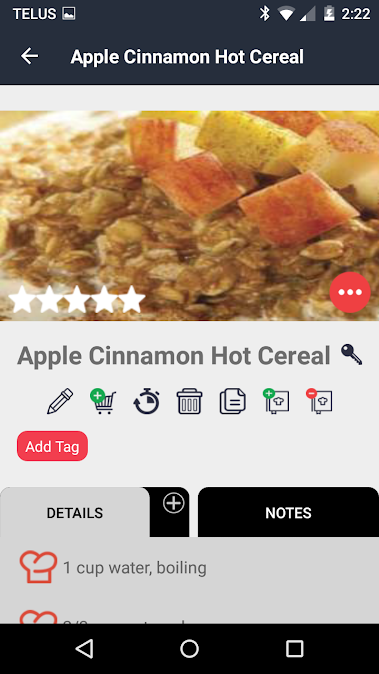 TELUS 2:22
Apple Cinnamon Hot Cereal
Apple Cinnamon Hot Cereal
Add Tag
DETAILS
NOTES
1 cup water, boiling